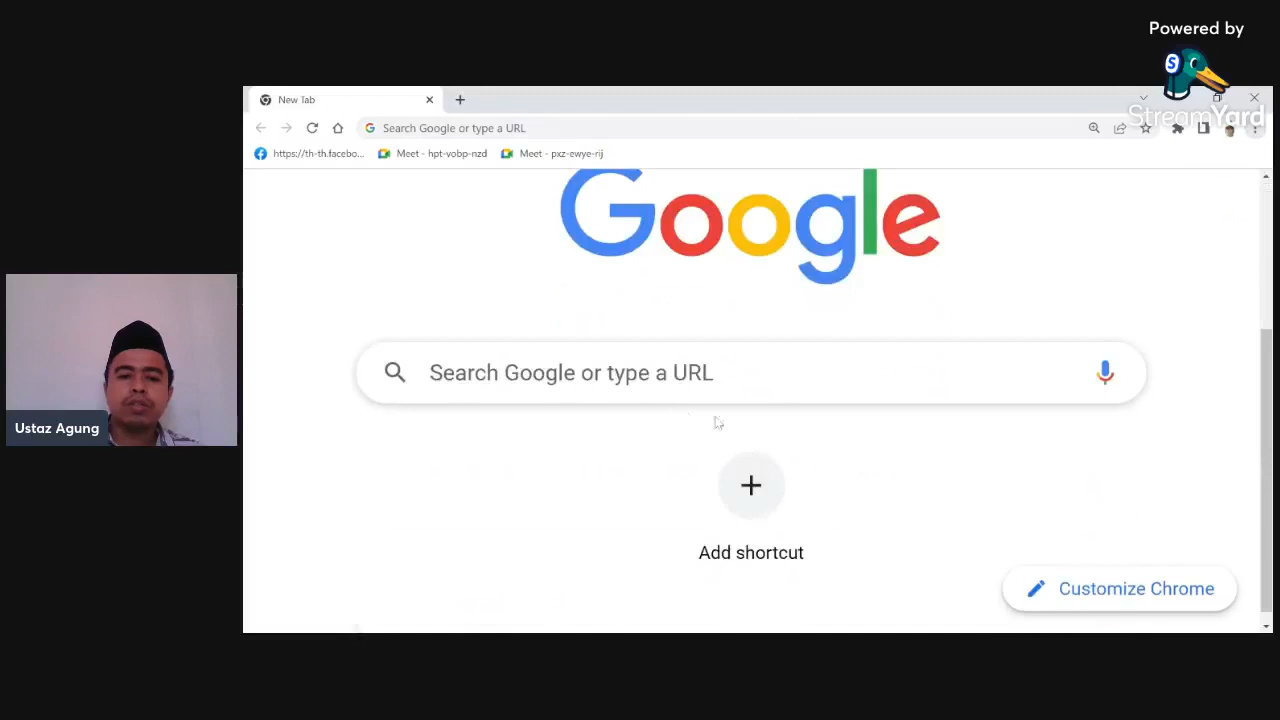 Powered by
StreamYard
New Tab
Search Google or type a URL
https://th-th.facebo... Meet - hpt-vobp-nzd Meet - pxz-ewye-rij
Google
Search Google or type a URL
Ustaz Agung
Add shortcut
Customize Chrome